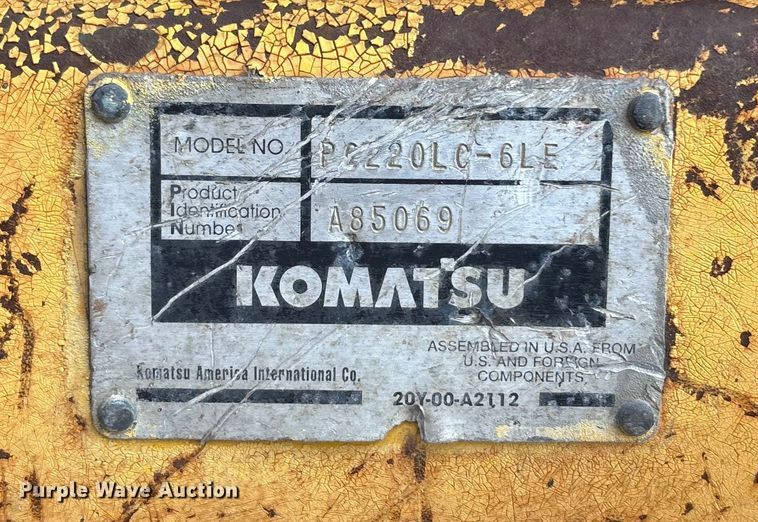 MODEL NO. PC220LC-6LE
Product
Identification
Number
A85069
KOMATSU
ASSEMBLED IN U.S.A. FROM
U.S. AND FOREIGN
COMPONENTS
Komatsu America International Co.
20Y-00-A2112
Purple Wave Auction